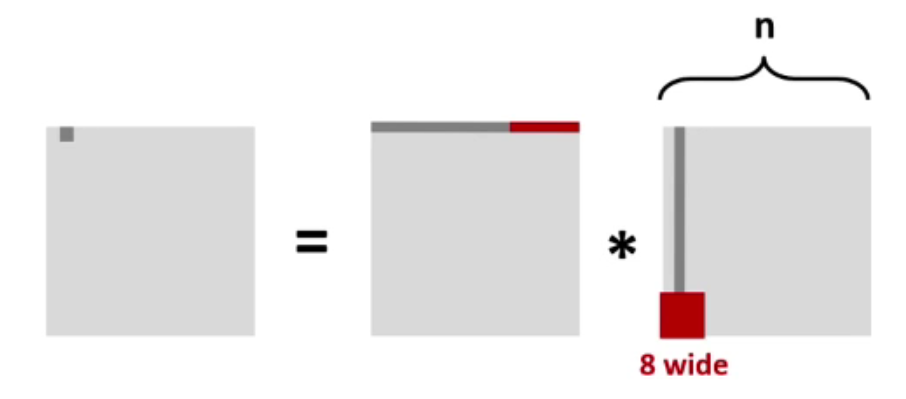 n
= *
8 wide